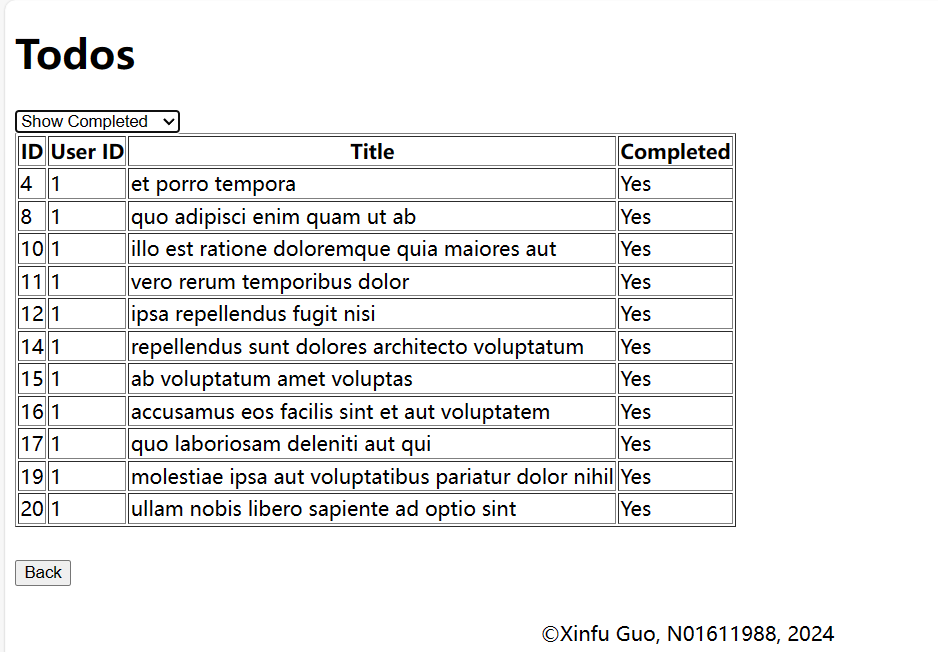 Todos
Show Completed
ID User ID Title Completed
4 1 et porro tempora Yes
8 1 quo adipisci enim quam ut ab Yes
10 1 illo est ratione doloremque quia maiores aut Yes
11 1 vero rerum temporibus dolor Yes
12 1 ipsa repellendus fugit nisi Yes
14 1 repellendus sunt dolores architecto voluptatum Yes
15 1 ab voluptatum amet voluptas Yes
16 1 accusamus eos facilis sint et aut voluptatem Yes
17 1 quo laboriosam deleniti aut qui Yes
19 1 molestiae ipsa aut voluptatibus pariatur dolor nihil Yes
20 1 ullam nobis libero sapiente ad optio sint Yes
Back
©Xinfu Guo, N01611988, 2024